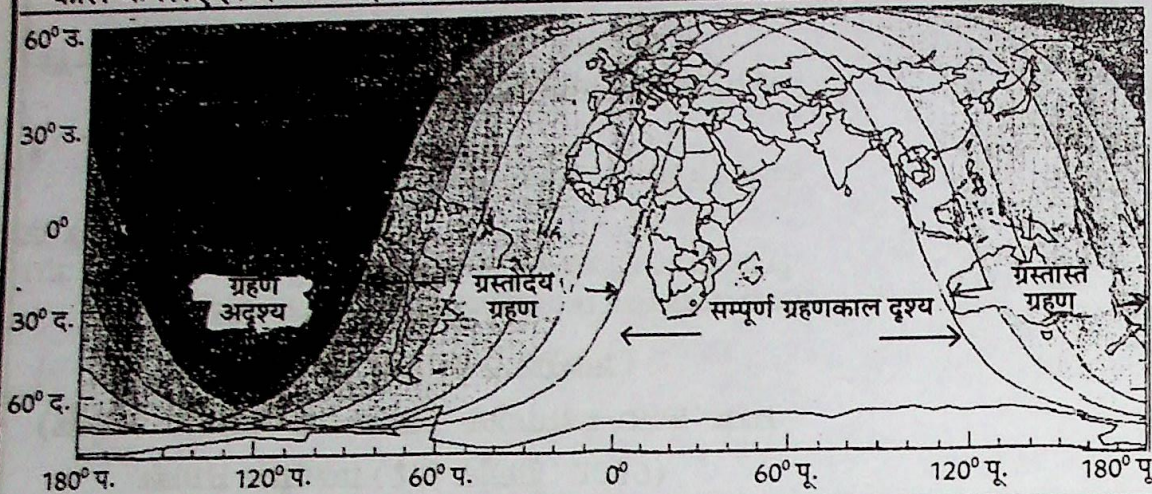 60° उ.
30° उ.
0°
30° द.
60° द.
ग्रहण
अदृश्य
ग्रस्तोदय
ग्रहण
सम्पूर्ण ग्रहणकाल दृश्य
ग्रस्तास्त
ग्रहण
180° प. 120° प. 60° प. 0° 60° पू. 120° पू. 180° पू